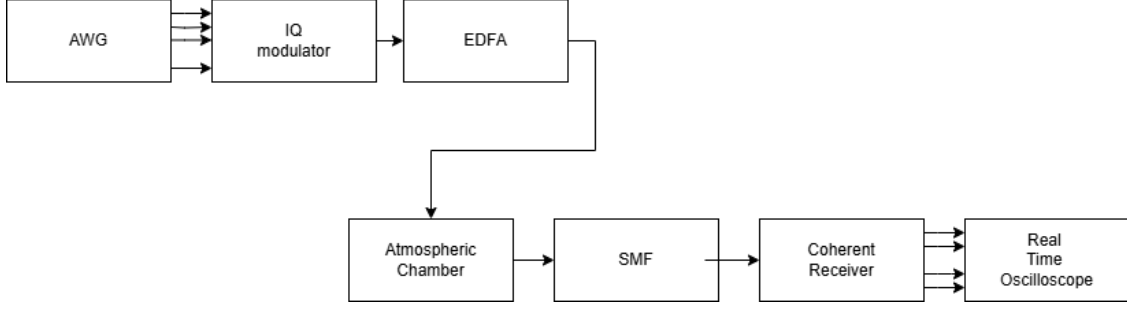 AWG
IQ
modulator
EDFA
Atmospheric
Chamber
SMF
Coherent
Receiver
Real
Time
Oscilloscope